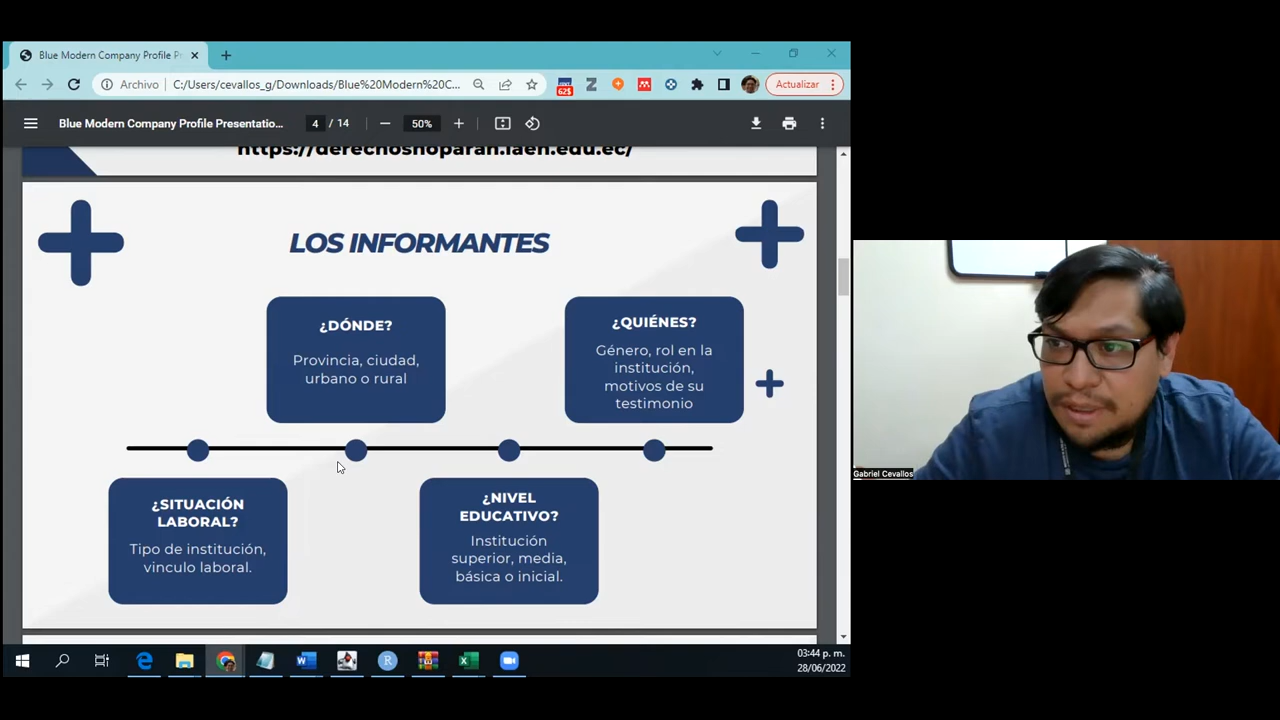 Blue Modern Company Profile P
Archivo
C:/Users/cevallos_g/Downloads/Blue%20Modern%20C...
62$
Actualizar
Blue Modern Company Profile Presentatio...
4 / 14
50%
https://derechosnoparan.iaen.edu.ec/
LOS INFORMANTES
¿DÓNDE?
Provincia, ciudad,
urbano o rural
¿QUIÉNES?
Género, rol en la
institución,
motivos de su
testimonio
¿SITUACIÓN
LABORAL?
Tipo de institución,
vinculo laboral.
¿NIVEL
EDUCATIVO?
Institución
superior, media,
básica o inicial.
Gabriel Cevallos
03:44 p. m.
28/06/2022